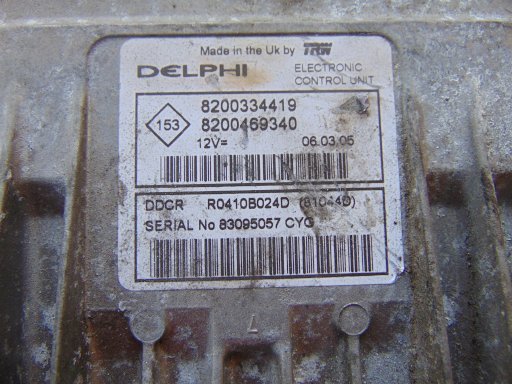 Made in the Uk by TRW
DELPHI ELECTRONIC
CONTROL UNIT
8200334419
153 8200469340
12V= 06.03.05
DDCR R0410B024D (81044D)
SERIAL No 83095057 CYG